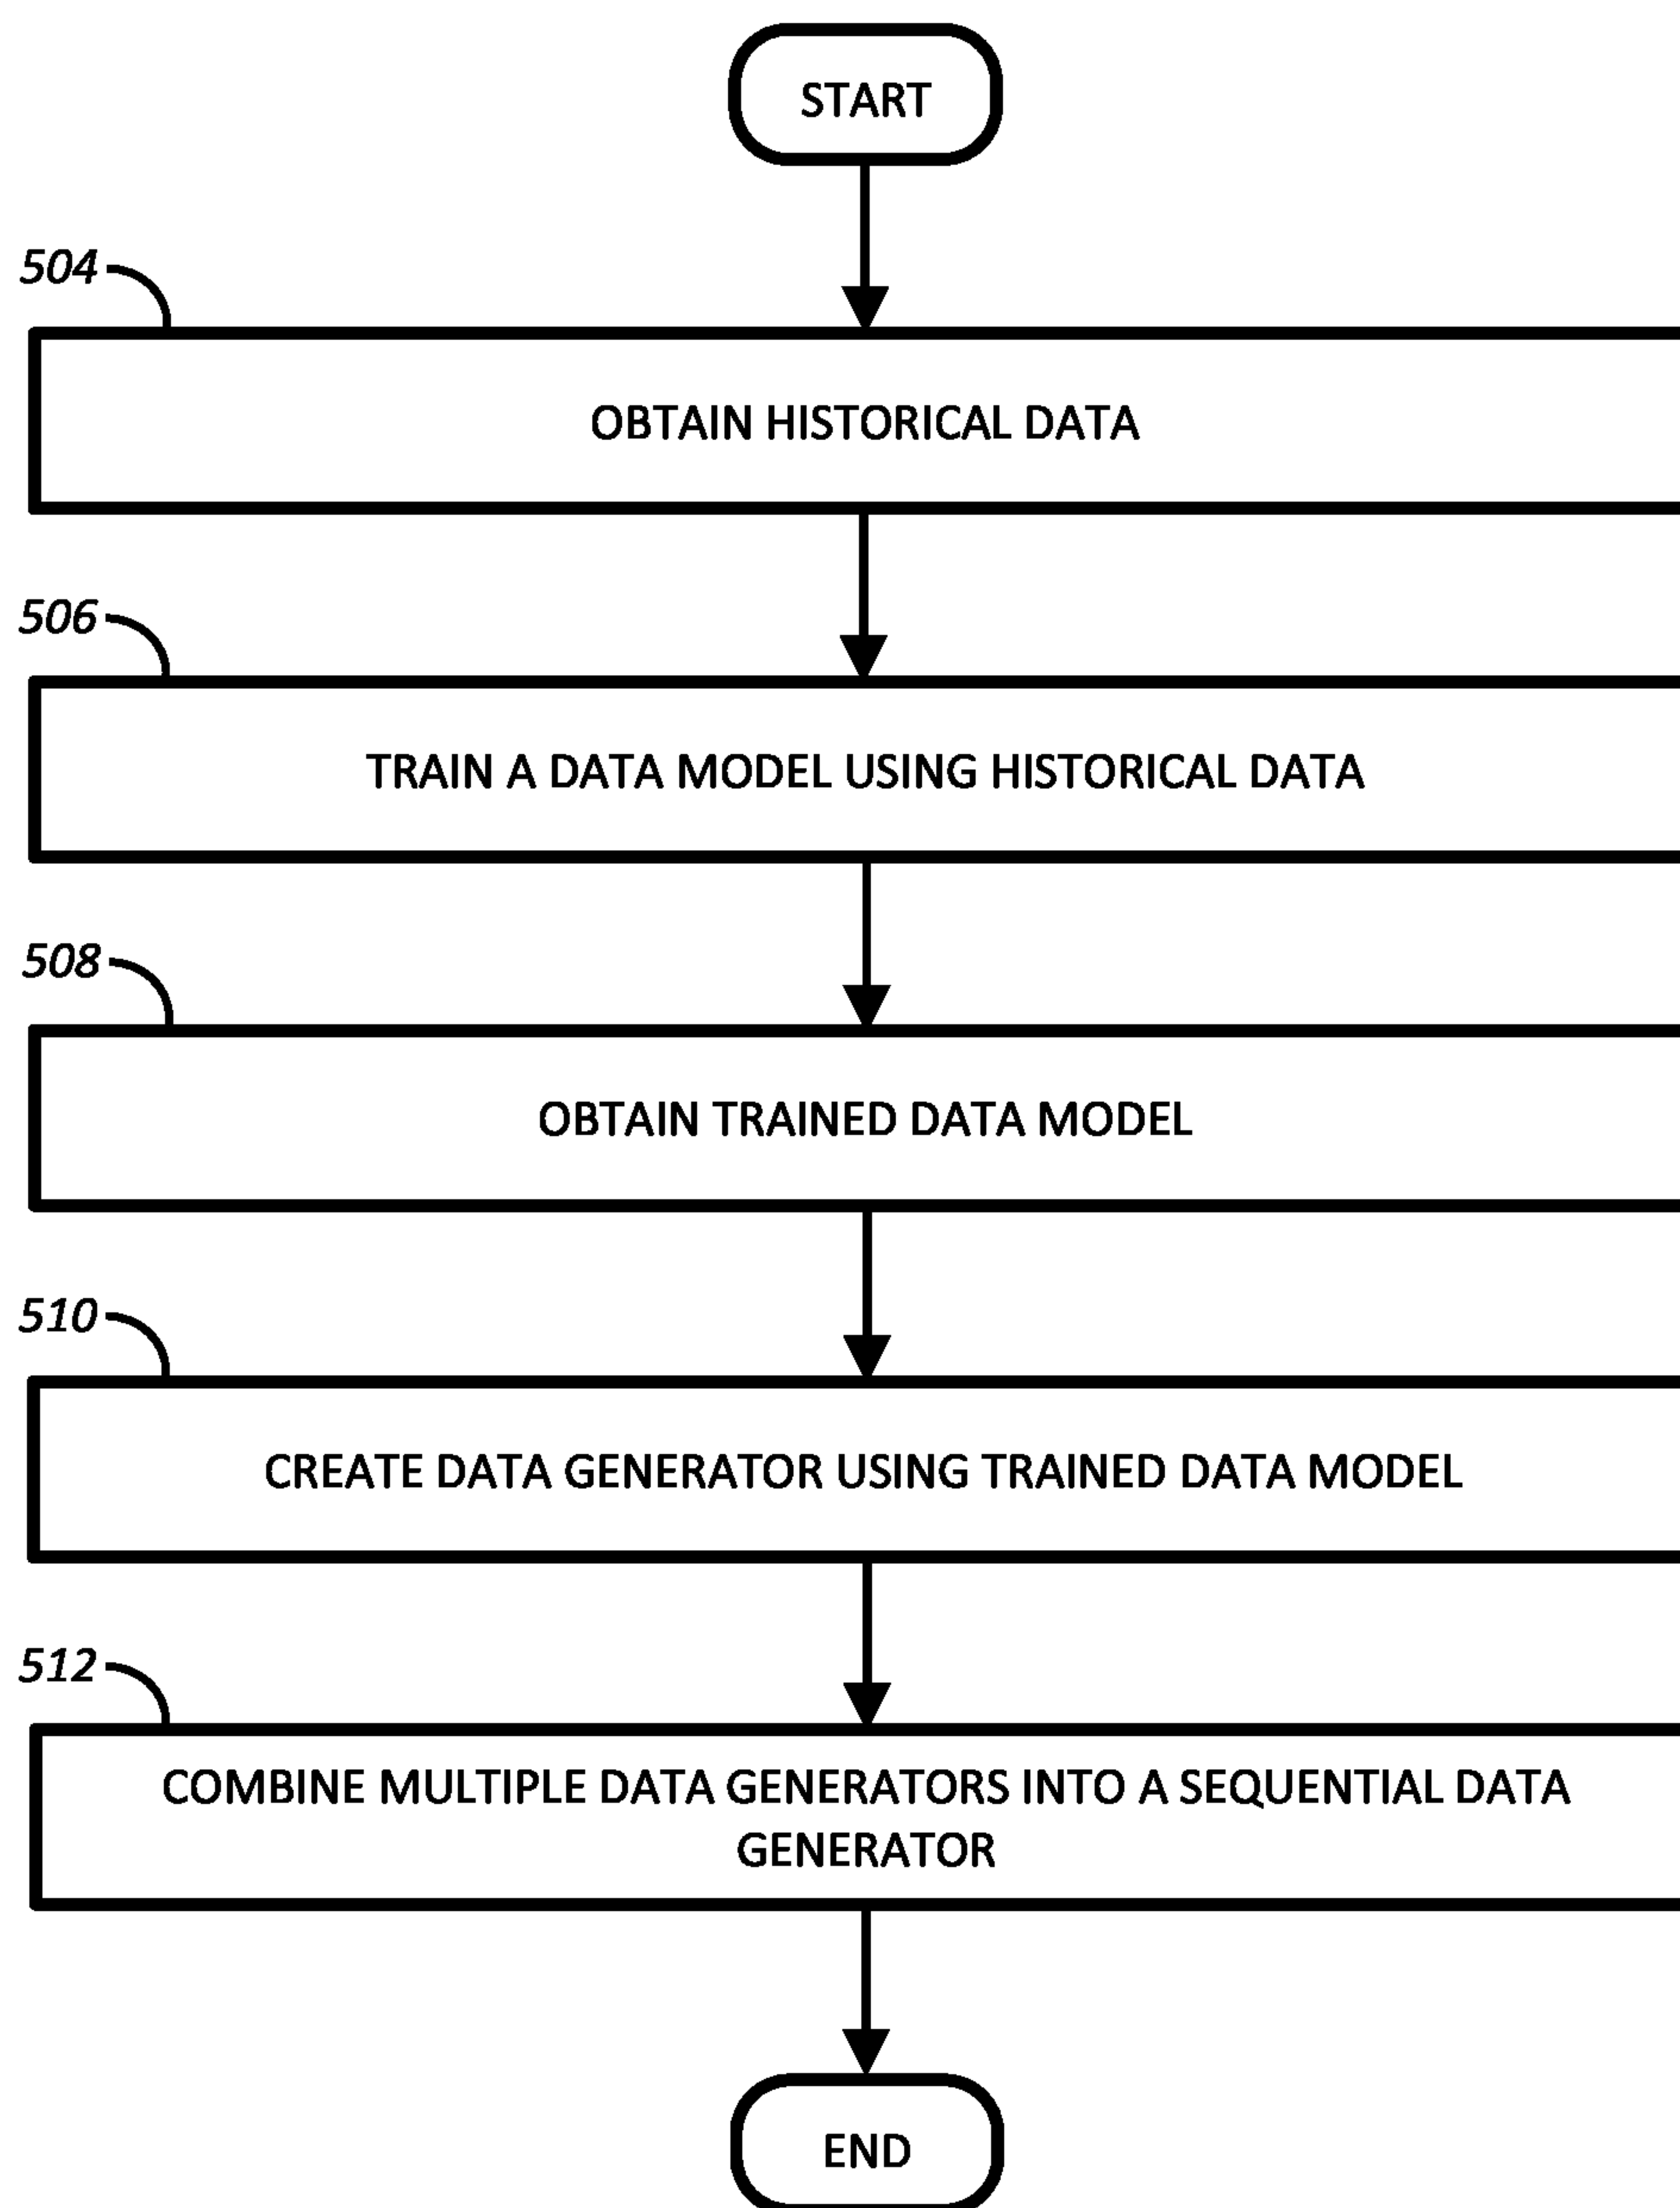 START
504
OBTAIN HISTORICAL DATA
506
TRAIN A DATA MODEL USING HISTORICAL DATA
508
OBTAIN TRAINED DATA MODEL
510
CREATE DATA GENERATOR USING TRAINED DATA MODEL
512
COMBINE MULTIPLE DATA GENERATORS INTO A SEQUENTIAL DATA
GENERATOR
END